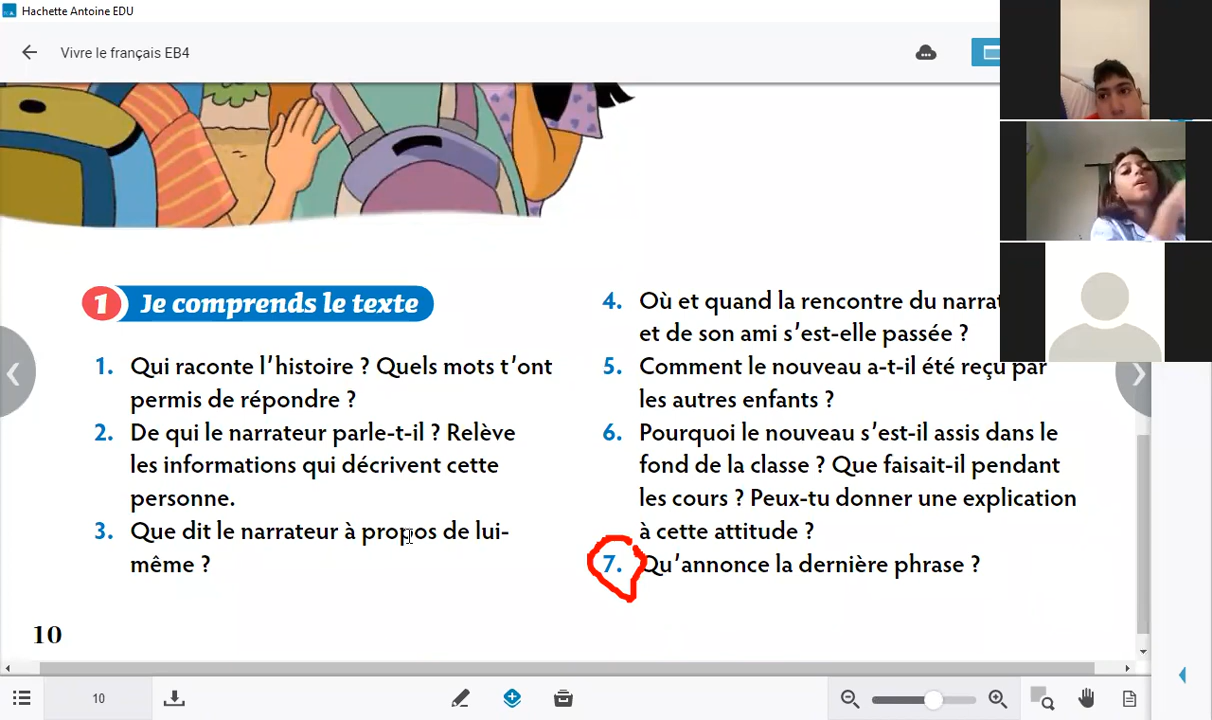 Hachette Antoine EDU
Vivre le français EB4
1 Je comprends le texte
1. Qui raconte l'histoire ? Quels mots t'ont
permis de répondre ?
2. De qui le narrateur parle-t-il ? Relève
les informations qui décrivent cette
personne.
3. Que dit le narrateur à propos de lui-
même ?
4. Où et quand la rencontre du narrat
et de son ami s'est-elle passée ?
5. Comment le nouveau a-t-il été reçu par
les autres enfants ?
6. Pourquoi le nouveau s'est-il assis dans le
fond de la classe ? Que faisait-il pendant
les cours ? Peux-tu donner une explication
à cette attitude ?
7. Qu'annonce la dernière phrase ?
10
10